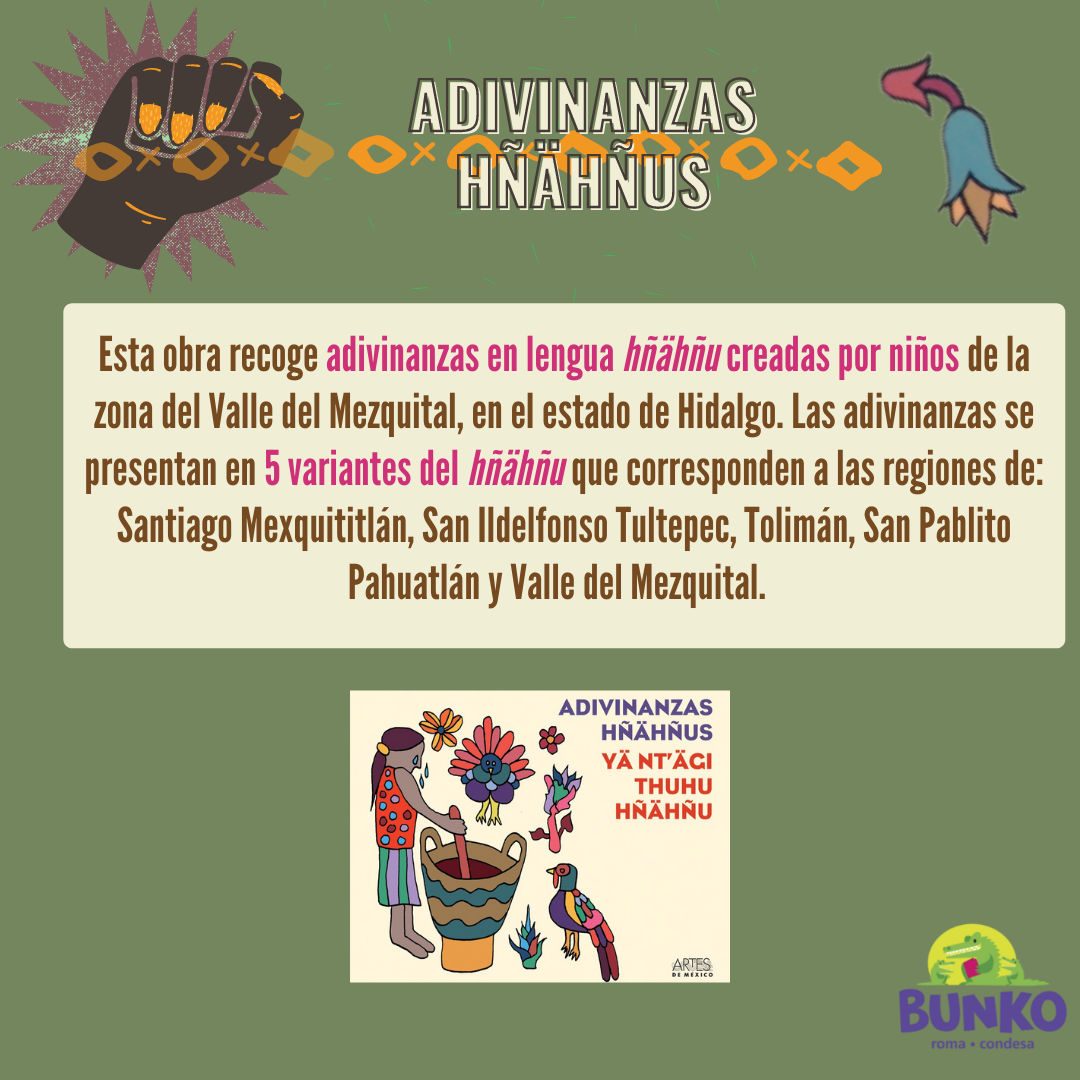 ADIVINANZAS
HÑÄHÑUS
Esta obra recoge adivinanzas en lengua hñähñu creadas por niños de la
zona del Valle del Mezquital, en el estado de Hidalgo. Las adivinanzas se
presentan en 5 variantes del hñähñu que corresponden a las regiones de:
Santiago Mexquititlán, San Ildelfonso Tultepec, Tolimán, San Pablito
Pahuatlán y Valle del Mezquital.
ADIVINANZAS
HÑÄHÑUS
YÄ NT'ÄGI
THUHU
HÑÄHÑU
ARTES
DE MÉXICO
BUNKO
roma • condesa